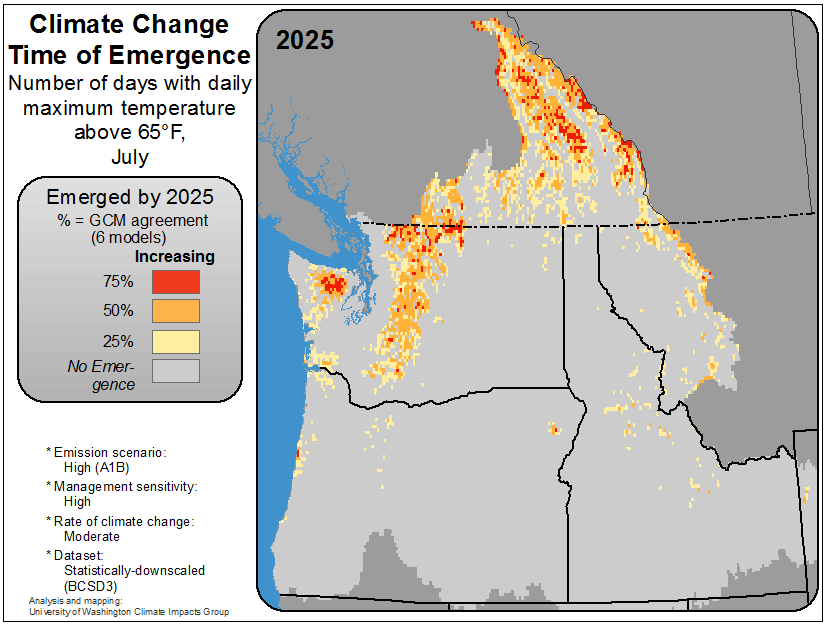 Climate Change
Time of Emergence
Number of days with daily
maximum temperature
above 65°F,
July
2025
Emerged by 2025
% = GCM agreement
(6 models)
Increasing
75%
50%
25%
No Emer-
gence
* Emission scenario:
High (A1B)
* Management sensitivity:
High
* Rate of climate change:
Moderate
* Dataset:
Statistically-downscaled
(BCSD3)
Analysis and mapping:
University of Washington Climate Impacts Group